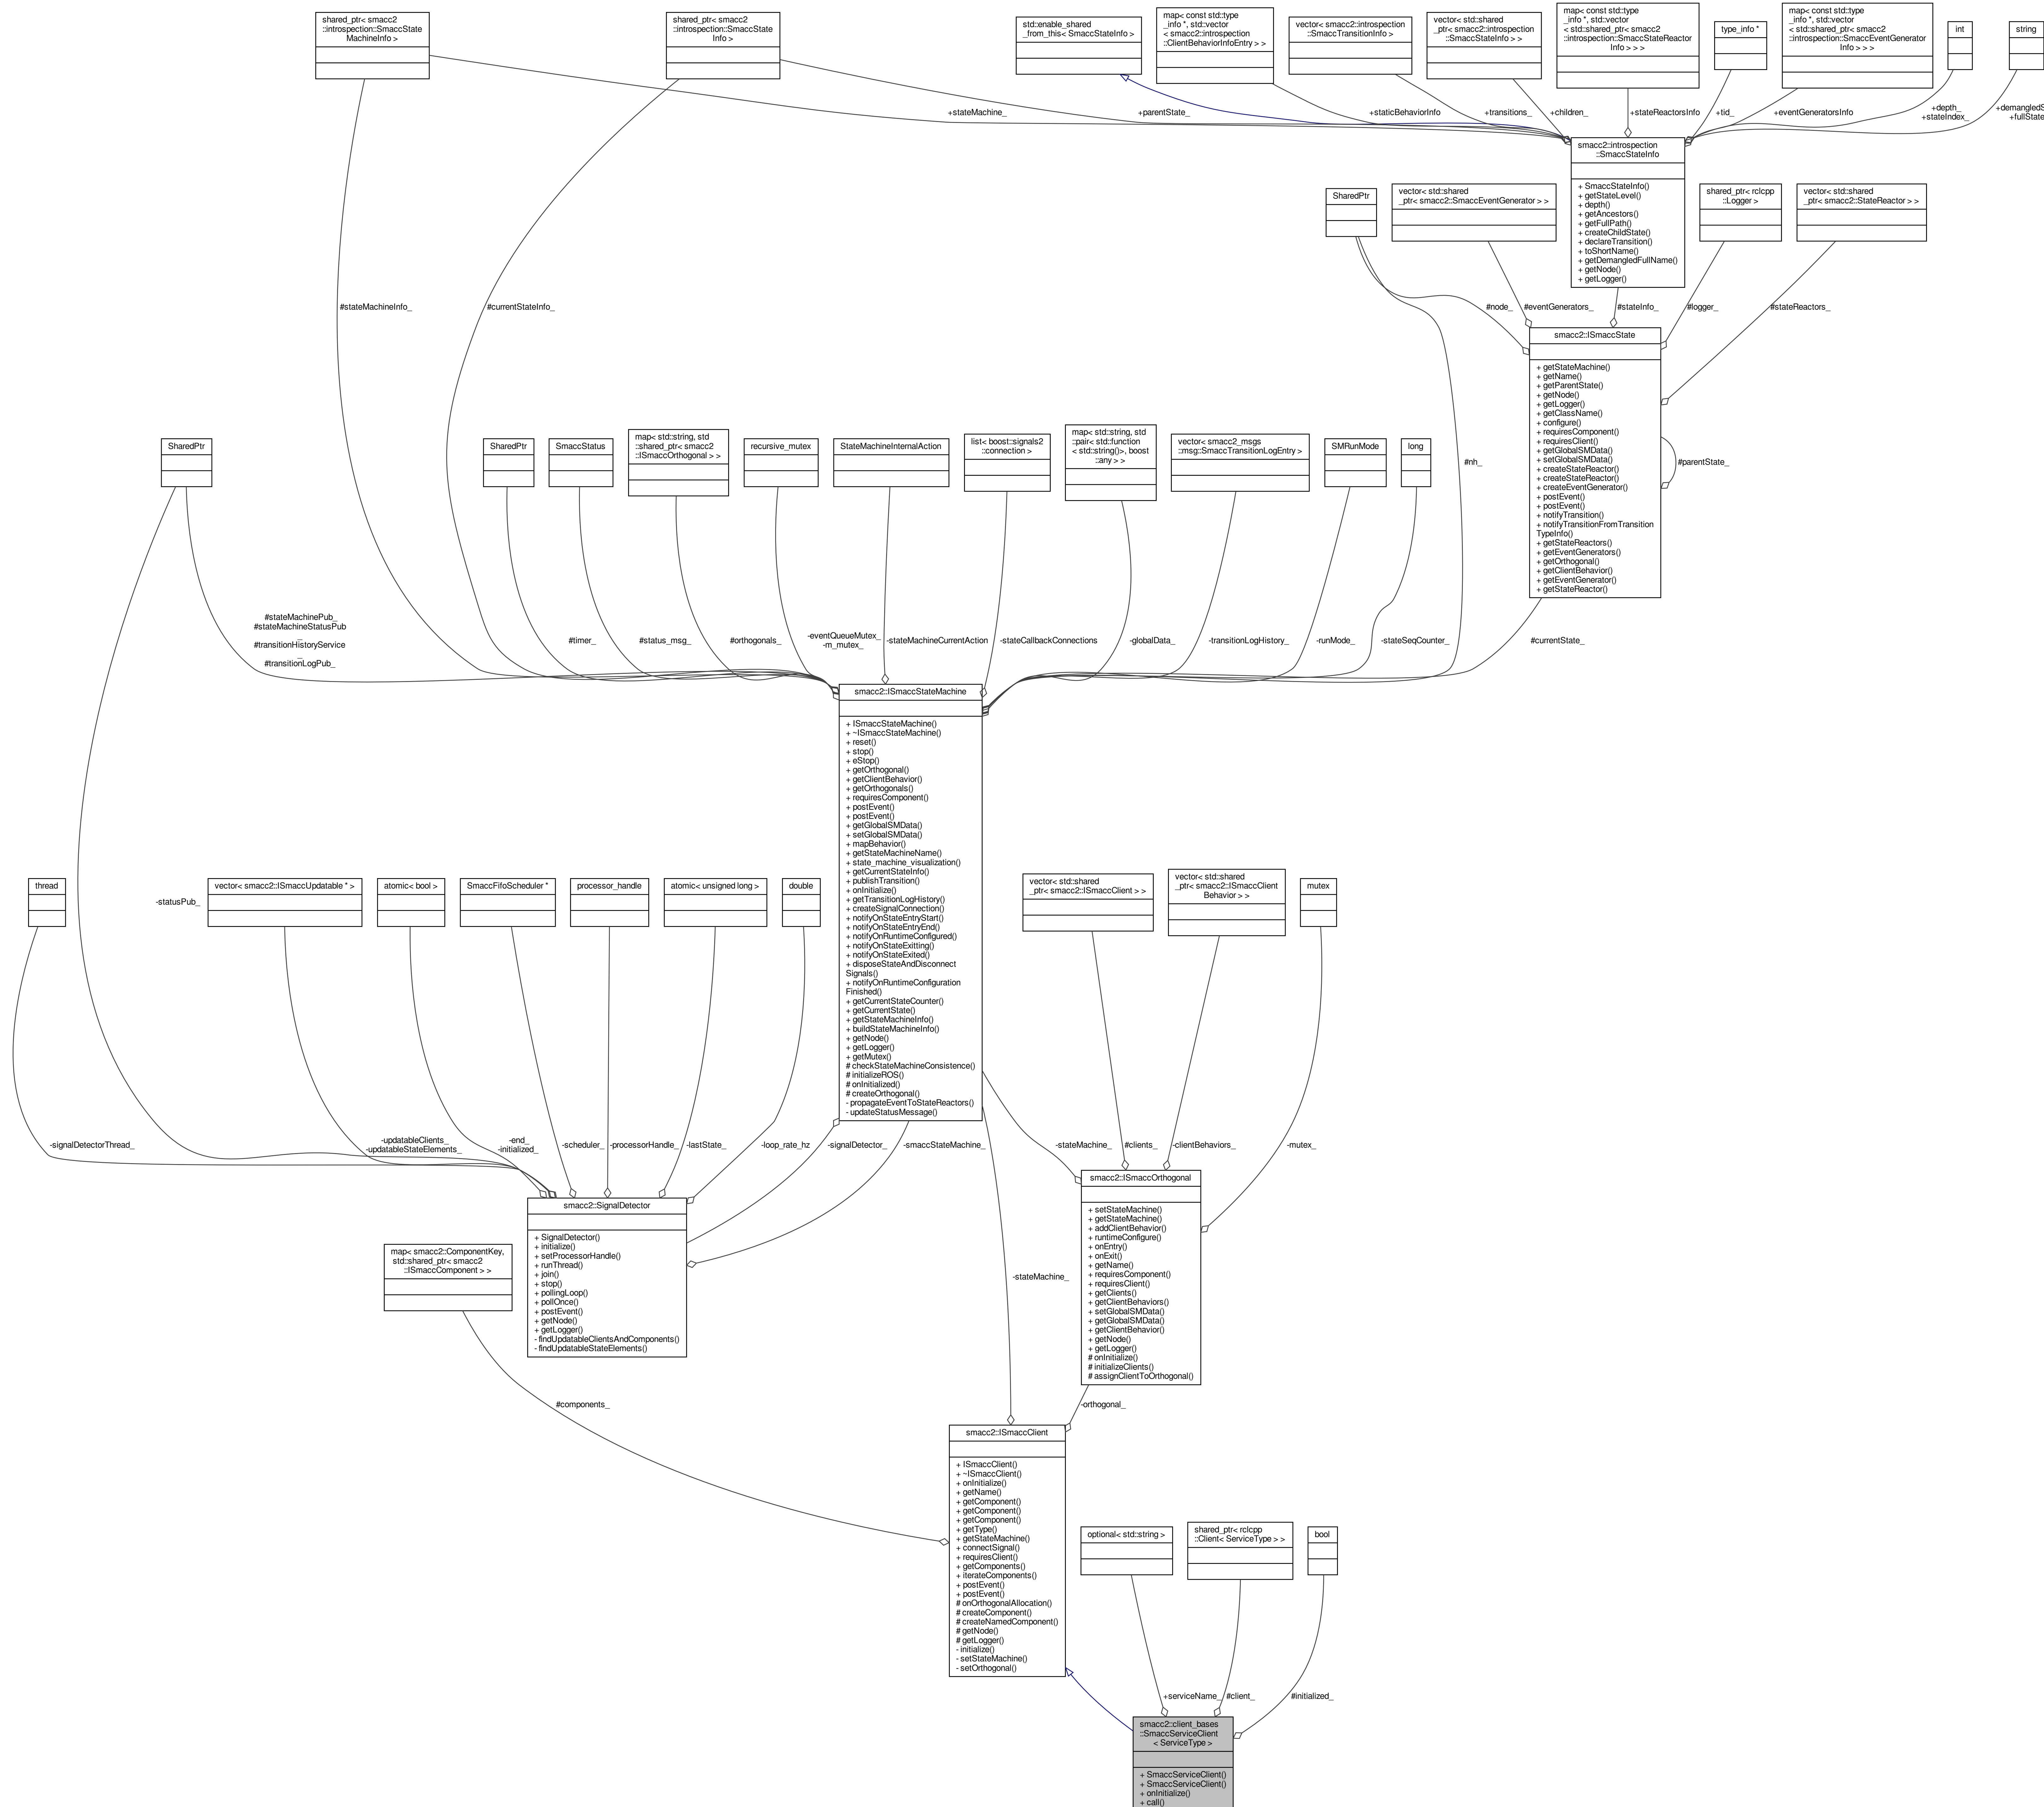 shared_ptr< smacc2
::introspection::SmaccState
MachineInfo >
shared_ptr< smacc2
::introspection::SmaccState
Info >
std::enable_shared
_from_this< SmaccStateInfo >
map< const std::type
_info *, std::vector
< smacc2::introspection
::ClientBehaviorInfoEntry > >
vector< smacc2::introspection
::SmaccTransitionInfo >
vector< std::shared
_ptr< smacc2::introspection
::SmaccStateInfo > >
map< const std::type
_info *, std::vector
< std::shared_ptr< smacc2
::introspection::SmaccStateReactor
Info > > >
type_info *
map< const std::type
_info *, std::vector
< std::shared_ptr< smacc2
::introspection::SmaccEventGenerator
Info > > >
int
string
+stateMachine_
+parentState_
+staticBehaviorInfo
+transitions_
+children_
+stateReactorsInfo
+tid_
+eventGeneratorsInfo
+depth_
+stateIndex_
+demangledS
+fullState
smacc2::introspection
::SmaccStateInfo
+ SmaccStateInfo()
+ getStateLevel()
+ depth()
+ getAncestors()
+ getFullPath()
+ createChildState()
+ declareTransition()
+ toShortName()
+ getDemangledFullName()
+ getNode()
+ getLogger()
SharedPtr
vector< std::shared
_ptr< smacc2::SmaccEventGenerator > >
shared_ptr< rclcpp
::Logger >
vector< std::shared
_ptr< smacc2::StateReactor > >
#stateMachineInfo_
#currentStateInfo_
#node_
#eventGenerators_
#stateInfo_
#logger_
#stateReactors_
smacc2::ISmaccState
+ getStateMachine()
+ getName()
+ getParentState()
+ getNode()
+ getLogger()
+ getClassName()
+ configure()
+ requiresComponent()
+ requiresClient()
+ getGlobalSMData()
+ setGlobalSMData()
+ createStateReactor()
+ createStateReactor()
+ createEventGenerator()
+ postEvent()
+ postEvent()
+ notifyTransition()
+ notifyTransitionFromTransition
TypeInfo()
+ getStateReactors()
+ getEventGenerators()
+ getOrthogonal()
+ getClientBehavior()
+ getEventGenerator()
+ getStateReactor()
#parentState_
#nh_
SharedPtr
SharedPtr
SmaccStatus
map< std::string, std
::shared_ptr< smacc2
::ISmaccOrthogonal > >
recursive_mutex
StateMachineInternalAction
list< boost::signals2
::connection >
map< std::string, std
::pair< std::function
< std::string()>, boost
::any > >
vector< smacc2_msgs
::msg::SmaccTransitionLogEntry >
SMRunMode
long
#stateMachinePub_
#stateMachineStatusPub
_
#transitionHistoryService
_
#transitionLogPub_
#timer_
#status_msg_
#orthogonals_
-eventQueueMutex_
-m_mutex_
-stateMachineCurrentAction
-stateCallbackConnections
-globalData_
-transitionLogHistory_
-runMode_
-stateSeqCounter_
#currentState_
smacc2::ISmaccStateMachine
+ ISmaccStateMachine()
+ ~ISmaccStateMachine()
+ reset()
+ stop()
+ eStop()
+ getOrthogonal()
+ getClientBehavior()
+ getOrthogonals()
+ requiresComponent()
+ postEvent()
+ postEvent()
+ getGlobalSMData()
+ setGlobalSMData()
+ mapBehavior()
+ getStateMachineName()
+ state_machine_visualization()
+ getCurrentStateInfo()
+ publishTransition()
+ onInitialize()
+ getTransitionLogHistory()
+ createSignalConnection()
+ notifyOnStateEntryStart()
+ notifyOnStateEntryEnd()
+ notifyOnRuntimeConfigured()
+ notifyOnStateExitting()
+ notifyOnStateExited()
+ disposeStateAndDisconnect
Signals()
+ notifyOnRuntimeConfiguration
Finished()
+ getCurrentStateCounter()
+ getCurrentState()
+ getStateMachineInfo()
+ buildStateMachineInfo()
+ getNode()
+ getLogger()
+ getMutex()
# checkStateMachineConsistence()
# initializeROS()
# onInitialized()
# createOrthogonal()
- propagateEventToStateReactors()
- updateStatusMessage()
thread
-statusPub_
vector< smacc2::ISmaccUpdatable * >
atomic< bool >
SmaccFifoScheduler *
processor_handle
atomic< unsigned long >
double
vector< std::shared
_ptr< smacc2::ISmaccClient > >
vector< std::shared
_ptr< smacc2::ISmaccClient
Behavior > >
mutex
-signalDetectorThread_
-updatableClients_
-updatableStateElements_
-end_
-initialized_
-scheduler_
-processorHandle_
-lastState_
-loop_rate_hz
-signalDetector_
-smaccStateMachine_
-stateMachine_
#clients_
-clientBehaviors_
-mutex_
smacc2::SignalDetector
+ SignalDetector()
+ initialize()
+ setProcessorHandle()
+ runThread()
+ join()
+ stop()
+ pollingLoop()
+ pollOnce()
+ postEvent()
+ getNode()
+ getLogger()
- findUpdatableClientsAndComponents()
- findUpdatableStateElements()
smacc2::ISmaccOrthogonal
+ setStateMachine()
+ getStateMachine()
+ addClientBehavior()
+ runtimeConfigure()
+ onEntry()
+ onExit()
+ getName()
+ requiresComponent()
+ requiresClient()
+ getClients()
+ getClientBehaviors()
+ setGlobalSMData()
+ getGlobalSMData()
+ getClientBehavior()
+ getNode()
+ getLogger()
# onInitialize()
# initializeClients()
# assignClientToOrthogonal()
map< smacc2::ComponentKey,
std::shared_ptr< smacc2
::ISmaccComponent > >
-stateMachine_
#components_
-orthogonal_
smacc2::ISmaccClient
+ ISmaccClient()
+ ~ISmaccClient()
+ onInitialize()
+ getName()
+ getComponent()
+ getComponent()
+ getComponent()
+ getType()
+ getStateMachine()
+ connectSignal()
+ requiresClient()
+ getComponents()
+ iterateComponents()
+ postEvent()
+ postEvent()
# onOrthogonalAllocation()
# createComponent()
# createNamedComponent()
# getNode()
# getLogger()
- initialize()
- setStateMachine()
- setOrthogonal()
optional< std::string >
shared_ptr< rclcpp
::Client< ServiceType > >
bool
+serviceName_
#client_
#initialized_
smacc2::client_bases
::SmaccServiceClient
< ServiceType >
+ SmaccServiceClient()
+ SmaccServiceClient()
+ onInitialize()
+ call()